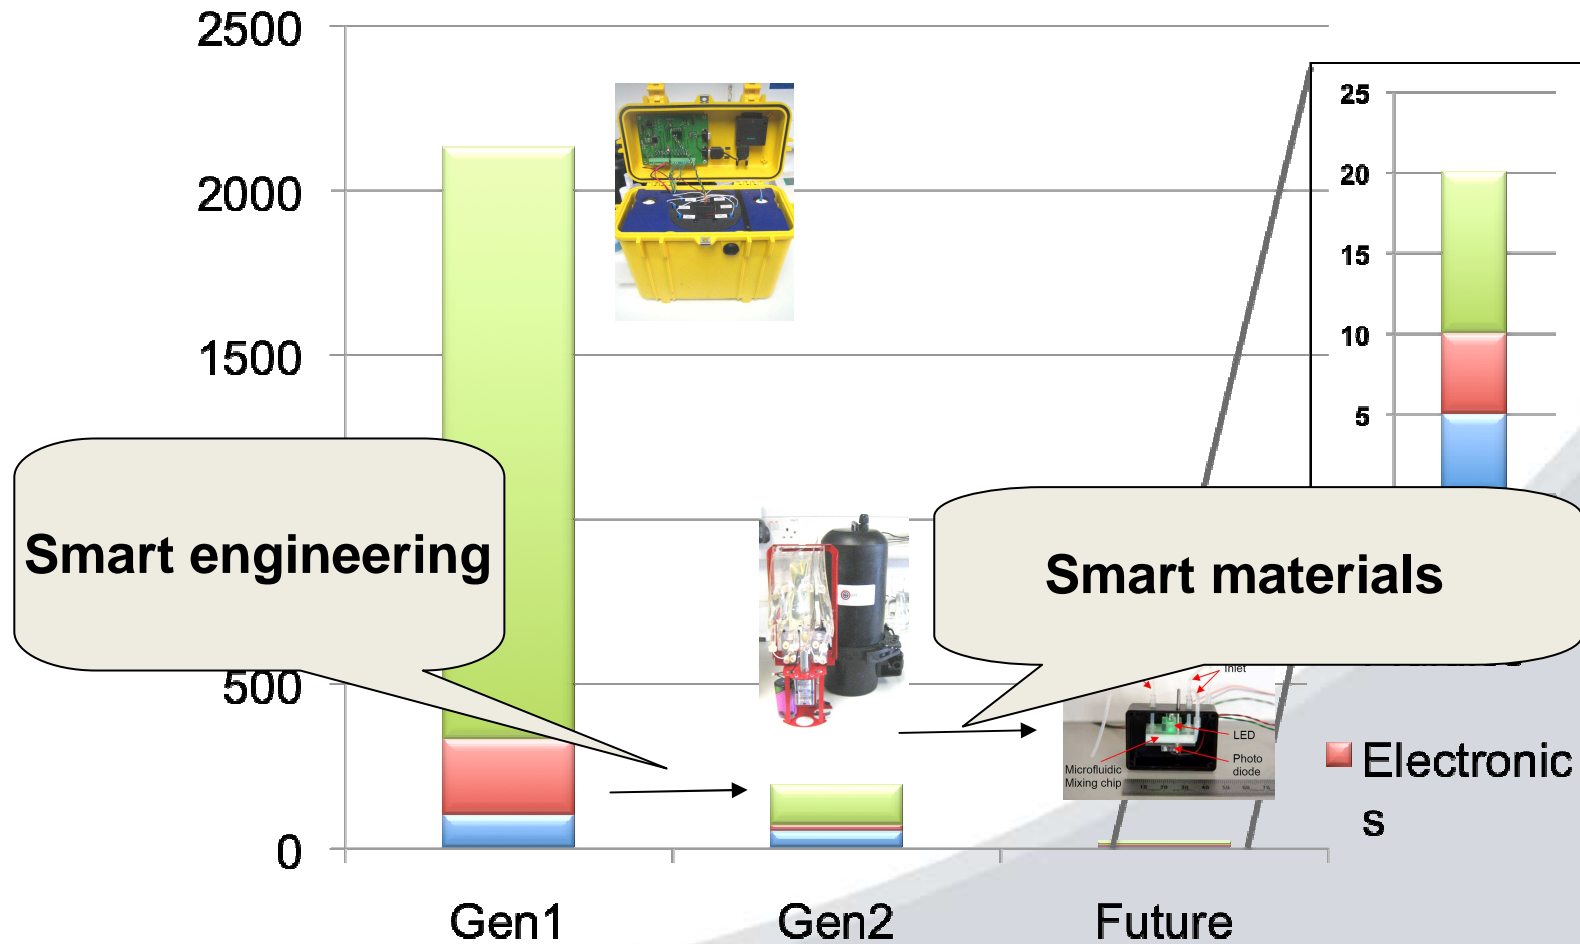 2500
2000
1500
500
0
25
20
15
10
5
Smart engineering
Smart materials
Inlet
LED
Photo
diode
Microfluidic
Mixing chip
Electronic
s
Gen1
Gen2
Future